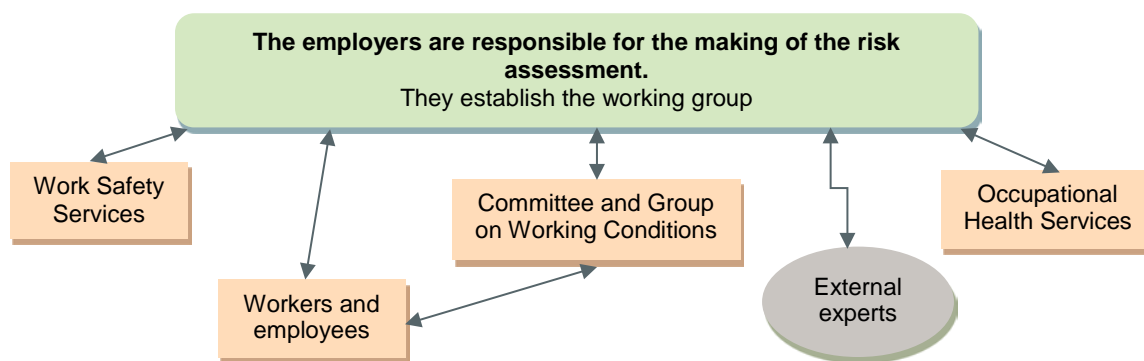 The employers are responsible for the making of the risk
assessment.
They establish the working group
Work Safety
Services
Committee and Group
on Working Conditions
Occupational
Health Services
Workers and
employees
External
experts